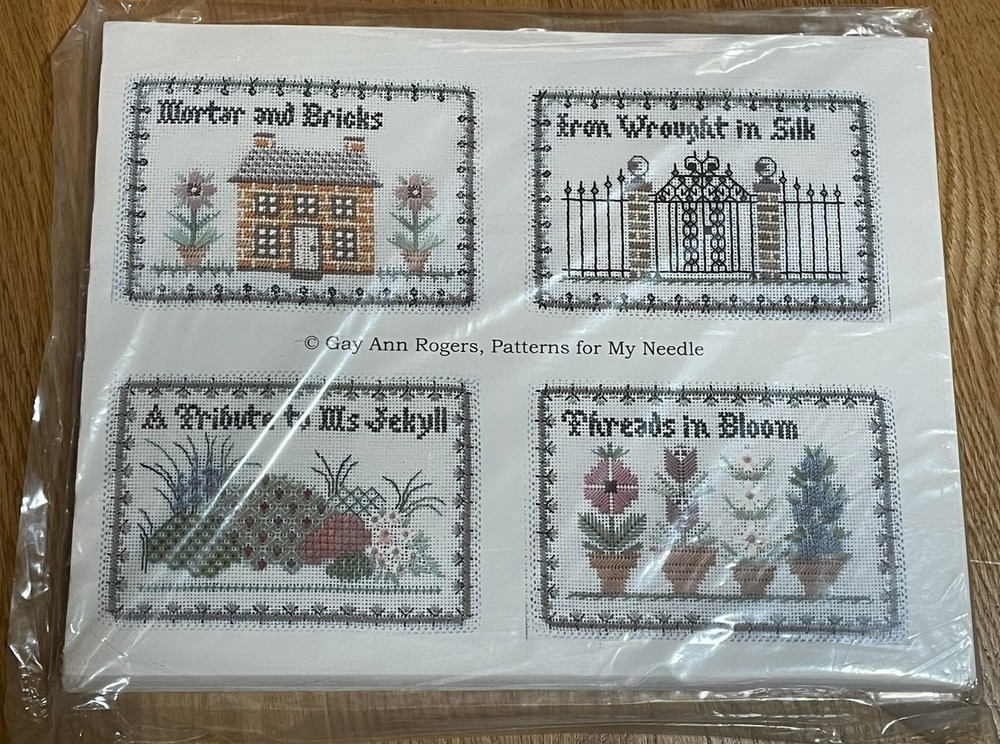 Mortar and Bricks
Iron Wrought in Silk
© Gay Ann Rogers, Patterns for My Needle
A Tribute to Ms Jekyll
Threads in Bloom